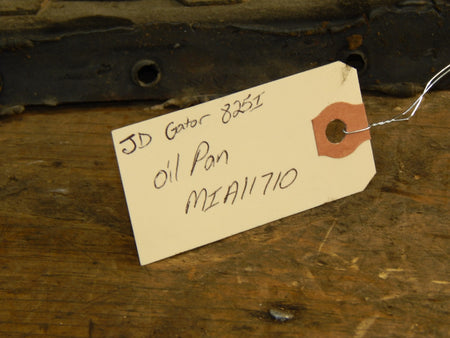 JD Gator 825I
Oil Pan
MIA11710